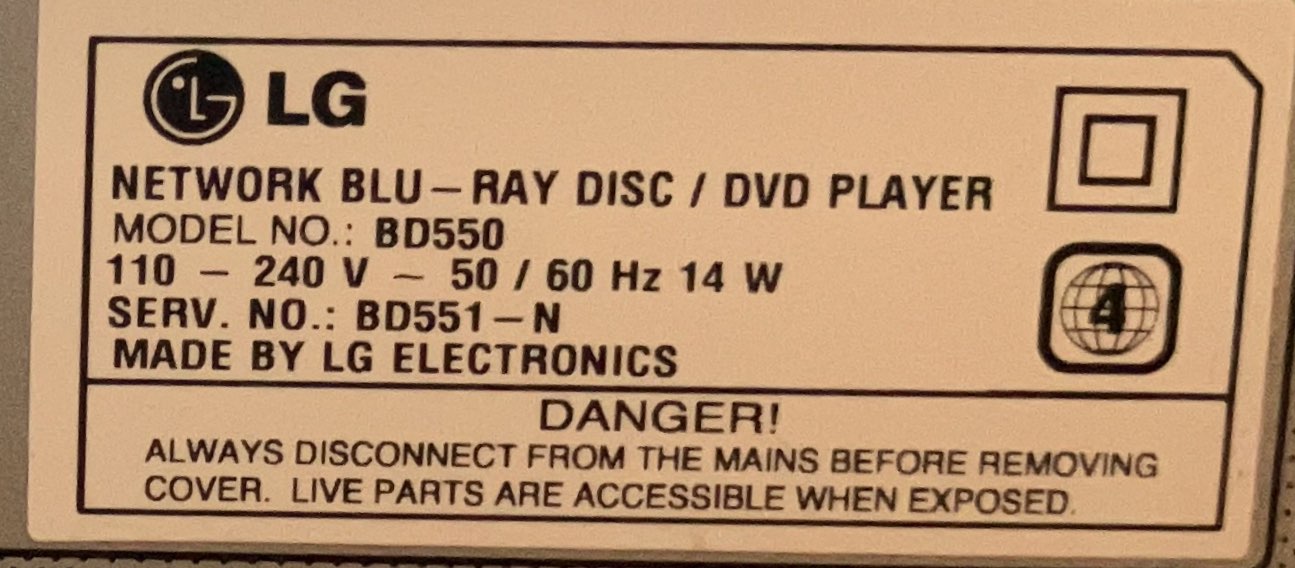 LG
NETWORK BLU-RAY DISC / DVD PLAYER
MODEL NO.: BD550
110 - 240 V ~ 50 / 60 Hz 14 W
SERV. NO.: BD551-N
MADE BY LG ELECTRONICS
4
DANGER!
ALWAYS DISCONNECT FROM THE MAINS BEFORE REMOVING
COVER. LIVE PARTS ARE ACCESSIBLE WHEN EXPOSED.